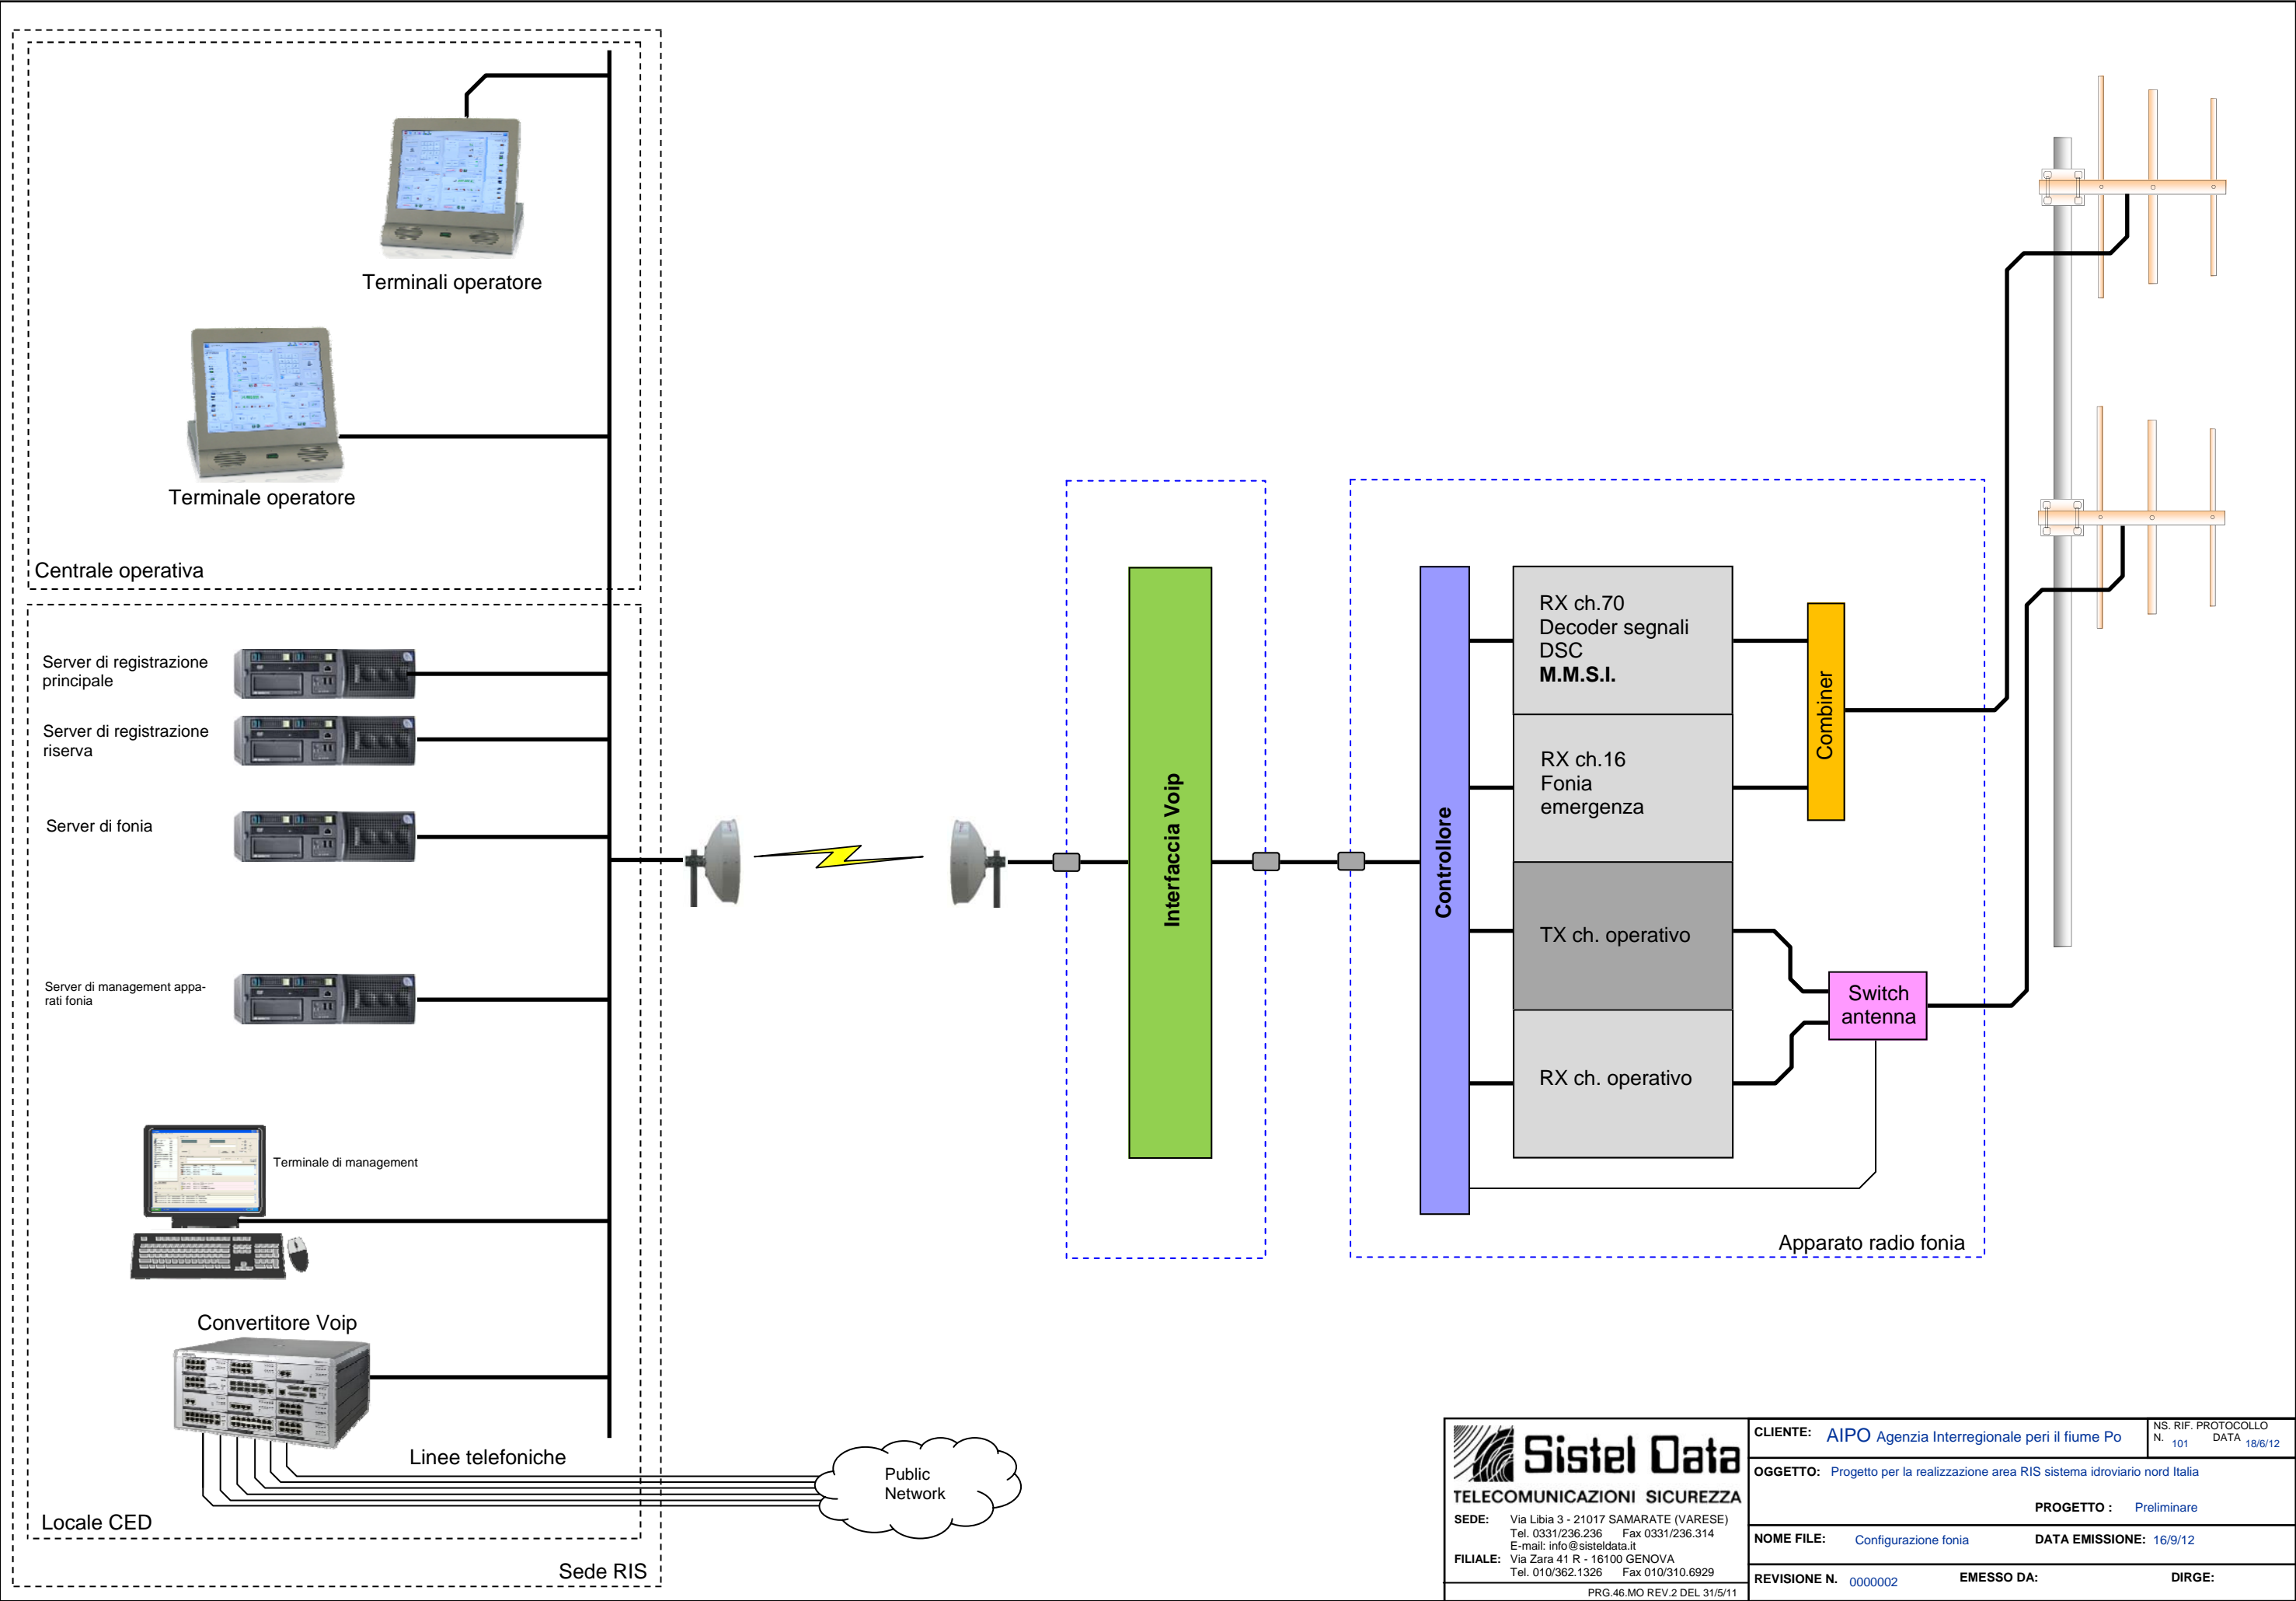 Terminali operatore
Terminale operatore
Centrale operativa
Server di registrazione
principale
Server di registrazione
riserva
Server di fonia
Server di management appa-
rati fonia
Terminale di management
Convertitore Voip
Linee telefoniche
Public
Network
Locale CED
Sede RIS
Interfaccia Voip
Controllore
RX ch.70
Decoder segnali
DSC
M.M.S.I.
RX ch.16
Fonia
emergenza
TX ch. operativo
RX ch. operativo
Combiner
Switch
antenna
Apparato radio fonia
Sistel Data
TELECOMUNICAZIONI SICUREZZA
SEDE: Via Libia 3 - 21017 SAMARATE (VARESE)
Tel. 0331/236.236 Fax 0331/236.314
E-mail: info@sisteldata.it
FILIALE: Via Zara 41 R - 16100 GENOVA
Tel. 010/362.1326 Fax 010/310.6929
PRG.46.MO REV.2 DEL 31/5/11
CLIENTE: AIPO Agenzia Interregionale peri il fiume Po
NS. RIF. PROTOCOLLO
N. 101 DATA 18/6/12
OGGETTO: Progetto per la realizzazione area RIS sistema idroviario nord Italia
PROGETTO : Preliminare
NOME FILE: Configurazione fonia DATA EMISSIONE: 16/9/12
REVISIONE N. 0000002 EMESSO DA: DIRGE: